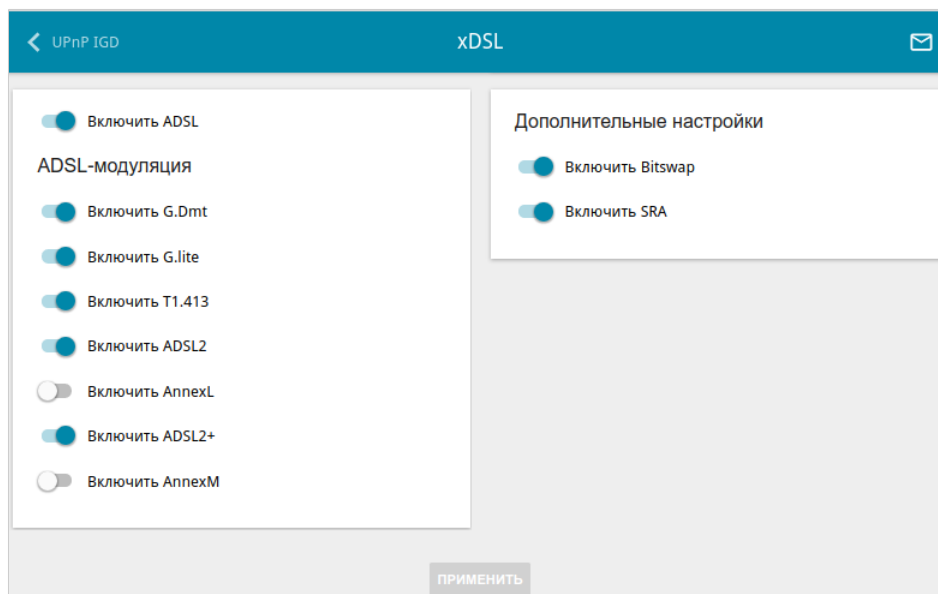 UPnP IGD
xDSL
Включить ADSL
ADSL-модуляция
Включить G.Dmt
Включить G.lite
Включить T1.413
Включить ADSL2
Включить AnnexL
Включить ADSL2+
Включить AnnexM
Дополнительные настройки
Включить Bitswap
Включить SRA
ПРИМЕНИТЬ